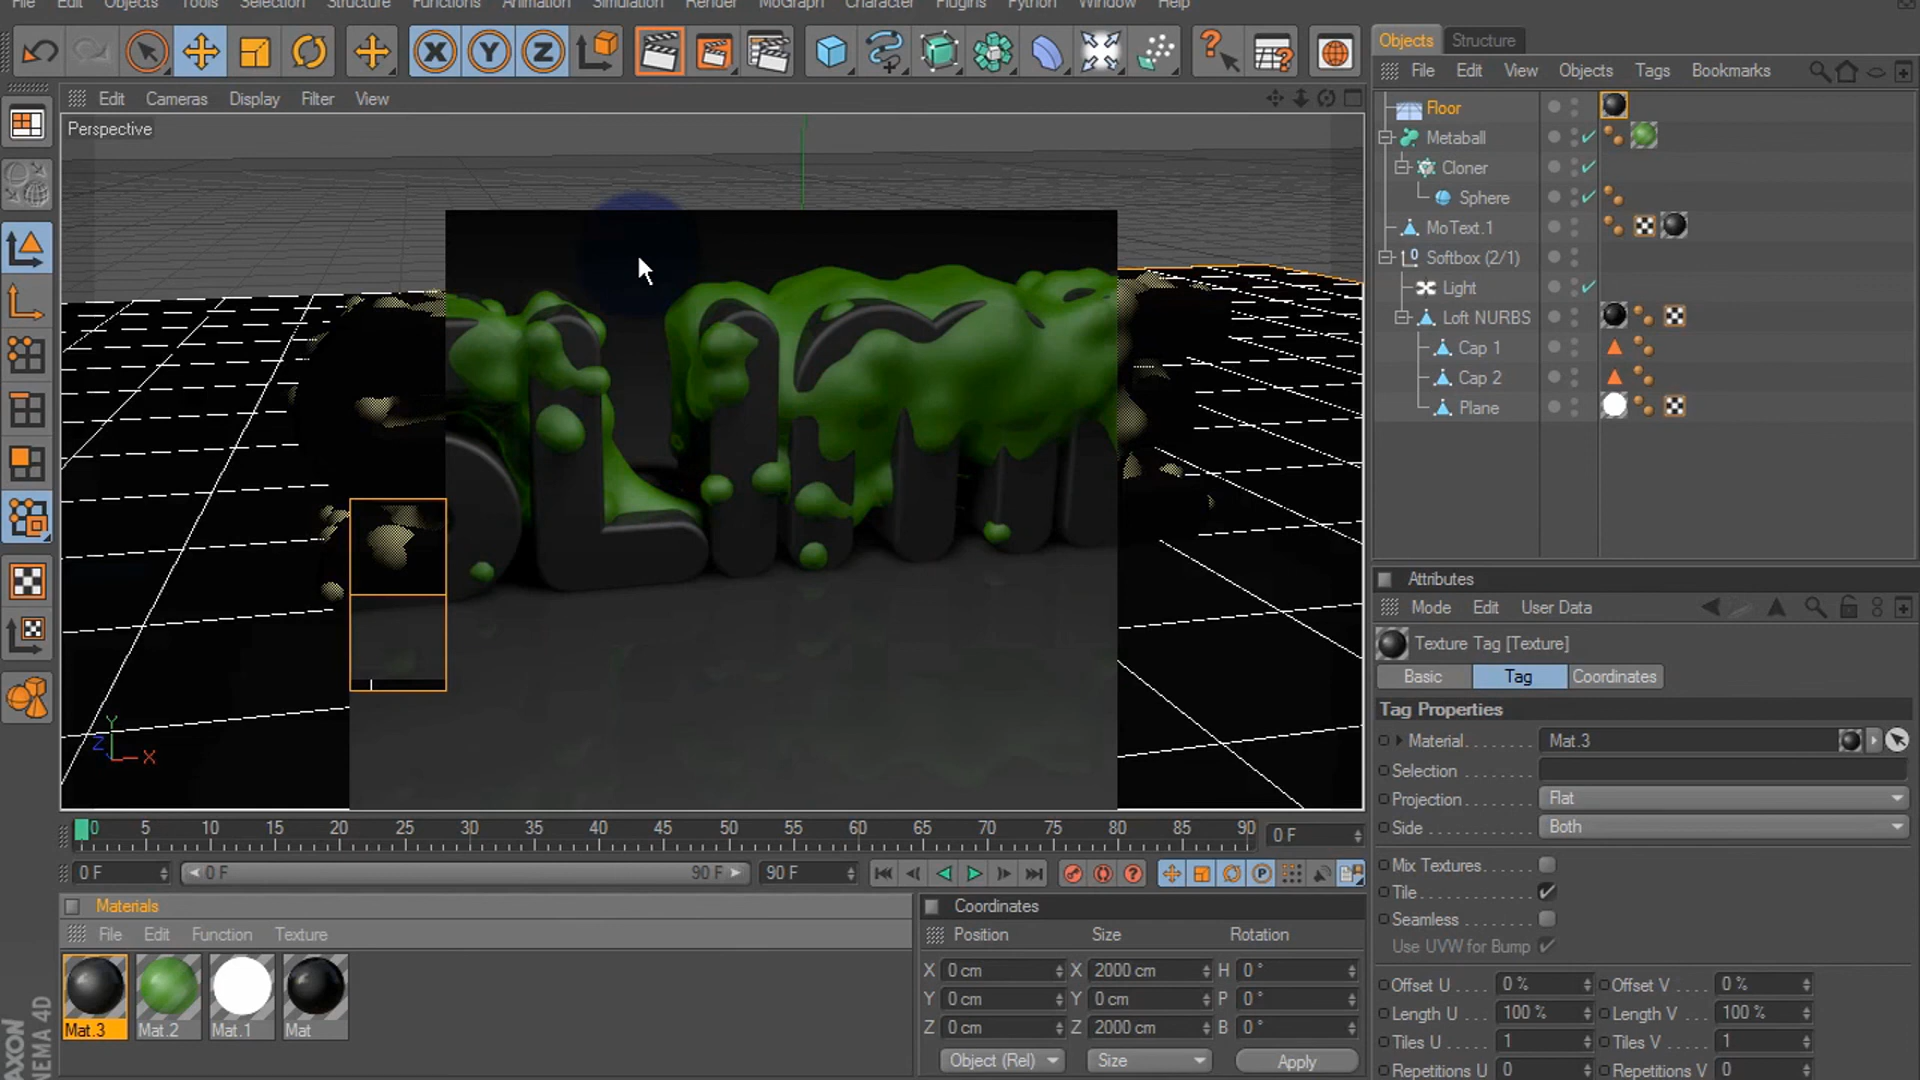 File Edit Objects Tools Selection Structure Functions Animation Simulation Render MoGraph Character Plugins Python Window Help
Objects Structure
File Edit View Objects Tags Bookmarks
Edit Cameras Display Filter View
Perspective
Floor
Metaball
Cloner
Sphere
MoText.1
Softbox (2/1)
Light
Loft NURBS
Cap 1
Cap 2
Plane
Attributes
Mode Edit User Data
Texture Tag [Texture]
Basic Tag Coordinates
Tag Properties
Material Mat.3
Selection
Projection Flat
Side Both
Mix Textures
Tile
Seamless
Use UVW for Bump
Offset U 0 % Offset V 0 %
Length U 100 % Length V 100 %
Tiles U 1 Tiles V 1
Repetitions U 0 Repetitions V 0
Y
Z X
0 5 10 15 20 25 30 35 40 45 50 55 60 65 70 75 80 85 90 0 F
0 F 0 F 90 F 90 F
Materials
File Edit Function Texture
Mat.3 Mat.2 Mat.1 Mat
Coordinates
Position Size Rotation
X 0 cm X 2000 cm H 0 °
Y 0 cm Y 0 cm P 0 °
Z 0 cm Z 2000 cm B 0 °
Object (Rel) Size Apply
AXON
NEMA 4D